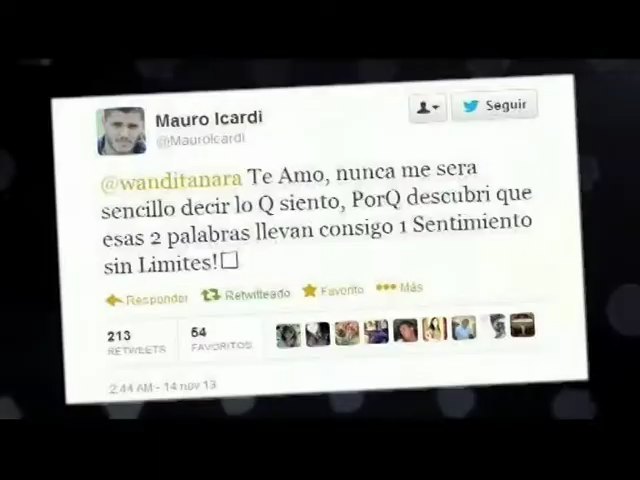 Mauro Icardi
@MauroIcardi
Seguir
@wanditanara Te Amo, nunca me sera
sencillo decir lo Q siento, PorQ descubri que
esas 2 palabras llevan consigo 1 Sentimiento
sin Limites!□
Responder Retwitteado Favorito Más
213
RETWEETS
54
FAVORITOS
2:44 AM - 14 nov 13